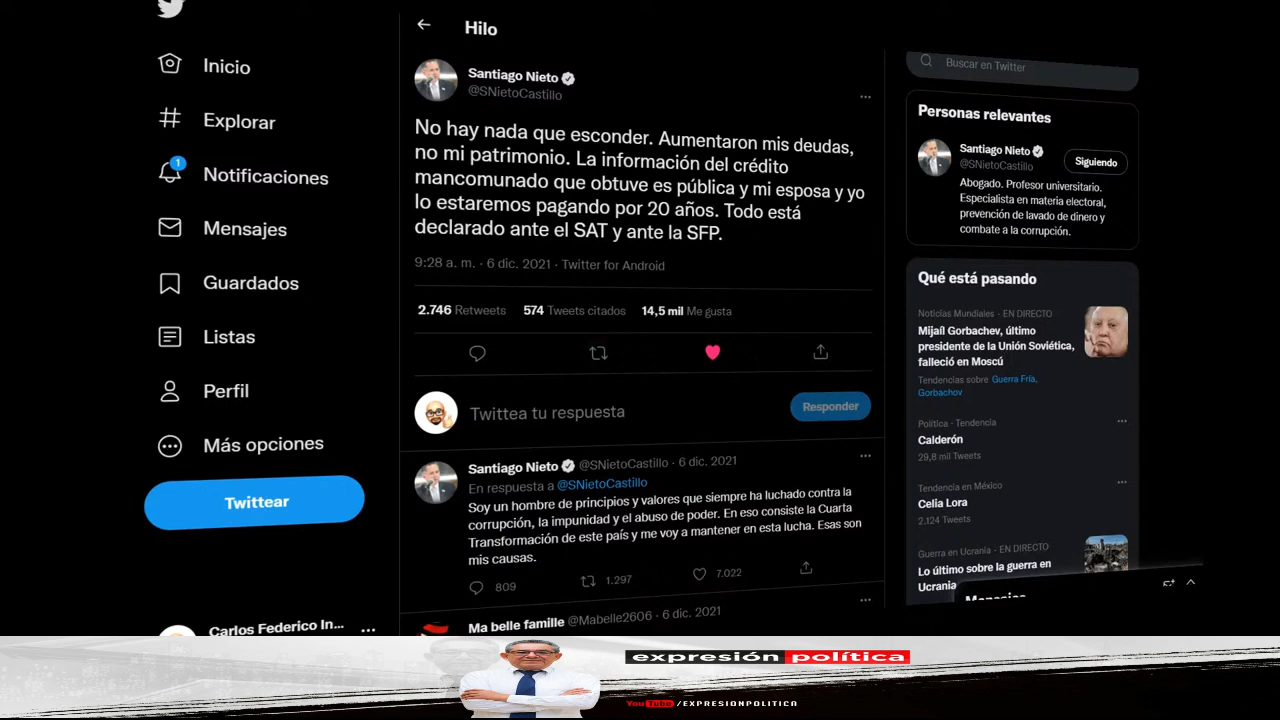 Inicio
Explorar
1
Notificaciones
Mensajes
Guardados
Listas
Perfil
Más opciones
Twittear
Carlos Federico In...
Hilo
Santiago Nieto
@SNietoCastillo
No hay nada que esconder. Aumentaron mis deudas,
no mi patrimonio. La información del crédito
mancomunado que obtuve es pública y mi esposa y yo
lo estaremos pagando por 20 años. Todo está
declarado ante el SAT y ante la SFP.
9:28 a. m. · 6 dic. 2021 · Twitter for Android
2.746 Retweets 574 Tweets citados 14,5 mil Me gusta
Twittea tu respuesta
Responder
Santiago Nieto @SNietoCastillo · 6 dic. 2021
En respuesta a @SNietoCastillo
Soy un hombre de principios y valores que siempre ha luchado contra la
corrupción, la impunidad y el abuso de poder. En eso consiste la Cuarta
Transformación de este país y me voy a mantener en esta lucha. Esas son
mis causas.
809 1.297 7.022
Ma belle famille @Mabelle2606 · 6 dic. 2021
Buscar en Twitter
Personas relevantes
Santiago Nieto
@SNietoCastillo
Siguiendo
Abogado. Profesor universitario.
Especialista en materia electoral,
prevención de lavado de dinero y
combate a la corrupción.
Qué está pasando
Noticias Mundiales · EN DIRECTO
Mijaíl Gorbachev, último
presidente de la Unión Soviética,
falleció en Moscú
Tendencias sobre Guerra Fría,
Gorbachov
Política · Tendencia
Calderón
29,8 mil Tweets
Tendencia en México
Celia Lora
2.124 Tweets
Guerra en Ucrania · EN DIRECTO
Lo último sobre la guerra en
Ucrania
Mensajes
expresión política
YouTube /EXPRESIONPOLITICA